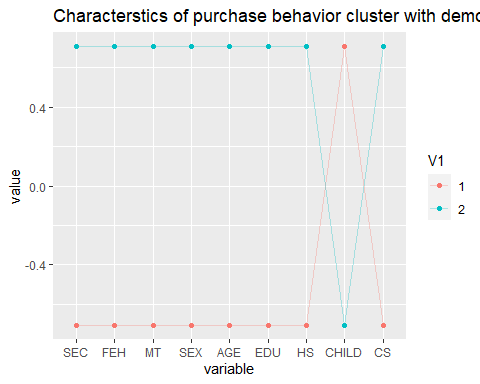 Characterstics of purchase behavior cluster with demo
value
0.4
0.0
-0.4
SEC FEH MT SEX AGE EDU HS CHILD CS
variable
V1
1
2